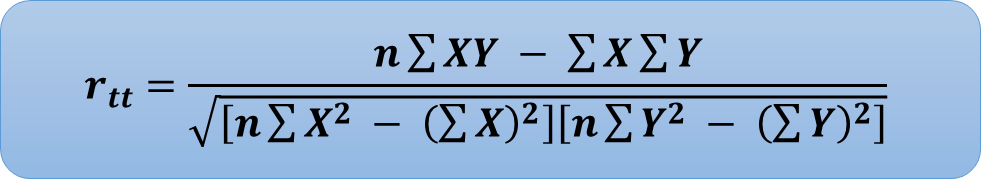 r_tt = (n∑XY − ∑X∑Y) / √([n∑X² − (∑X)²][n∑Y² − (∑Y)²])